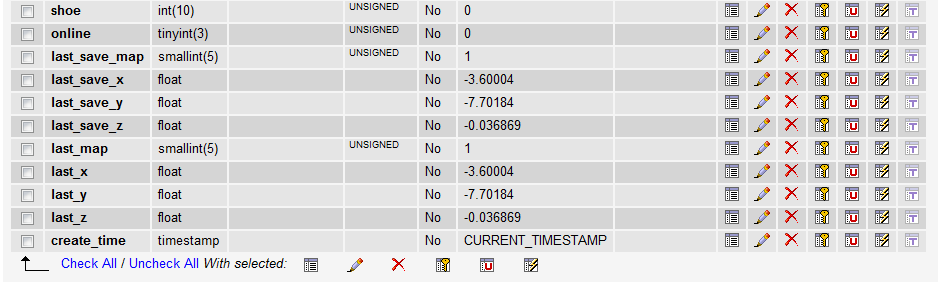 shoe int(10) UNSIGNED No 0
online tinyint(3) UNSIGNED No 0
last_save_map smallint(5) UNSIGNED No 1
last_save_x float No -3.60004
last_save_y float No -7.70184
last_save_z float No -0.036869
last_map smallint(5) UNSIGNED No 1
last_x float No -3.60004
last_y float No -7.70184
last_z float No -0.036869
create_time timestamp No CURRENT_TIMESTAMP
Check All / Uncheck All With selected: